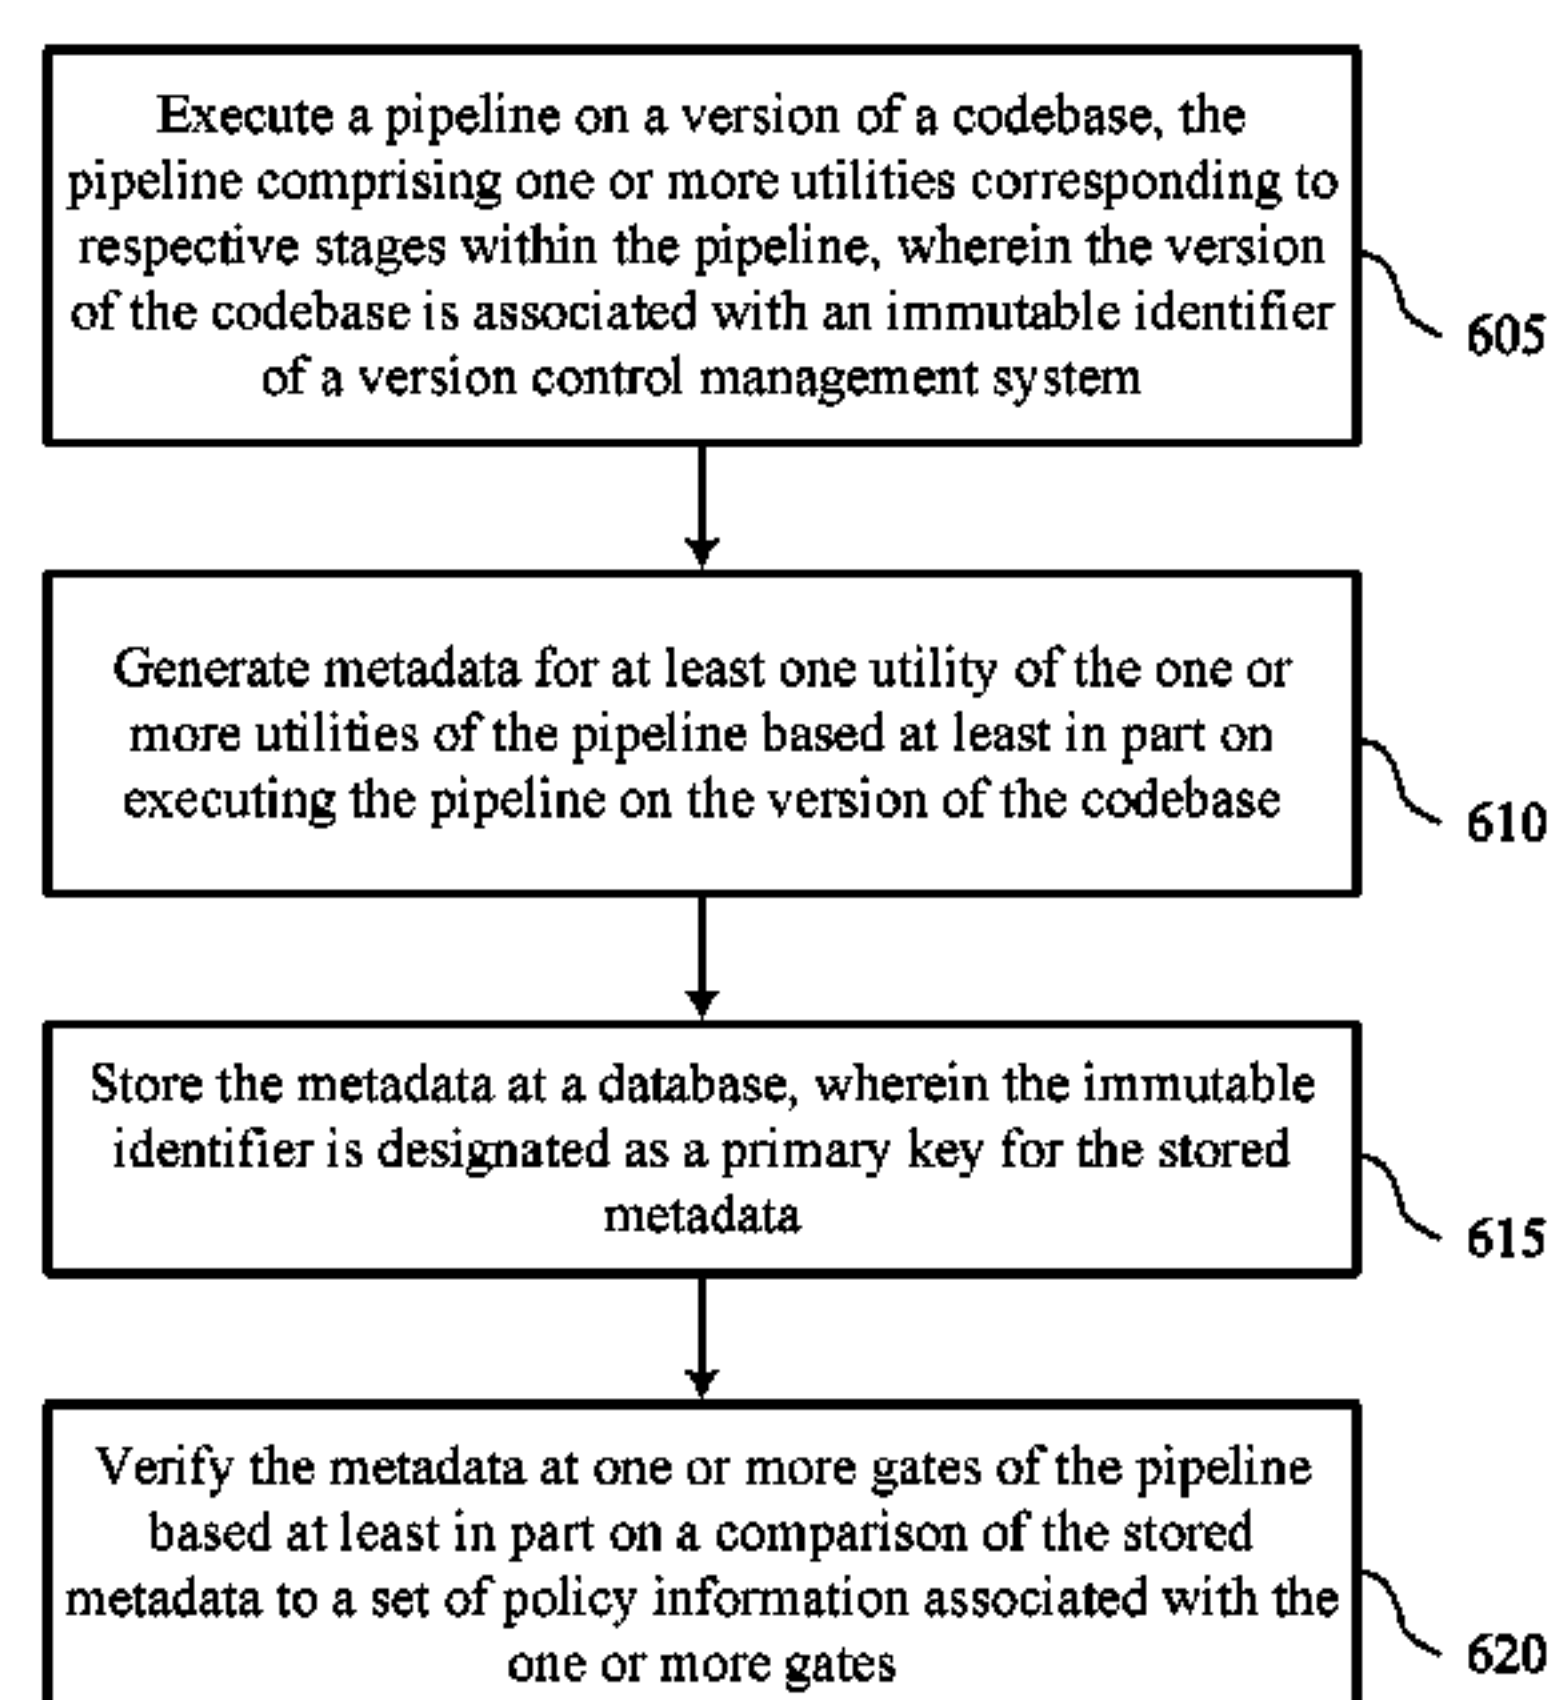 Execute a pipeline on a version of a codebase, the
pipeline comprising one or more utilities corresponding to
respective stages within the pipeline, wherein the version
of the codebase is associated with an immutable identifier
of a version control management system
605
Generate metadata for at least one utility of the one or
more utilities of the pipeline based at least in part on
executing the pipeline on the version of the codebase
610
Store the metadata at a database, wherein the immutable
identifier is designated as a primary key for the stored
metadata
615
Verify the metadata at one or more gates of the pipeline
based at least in part on a comparison of the stored
metadata to a set of policy information associated with the
one or more gates
620